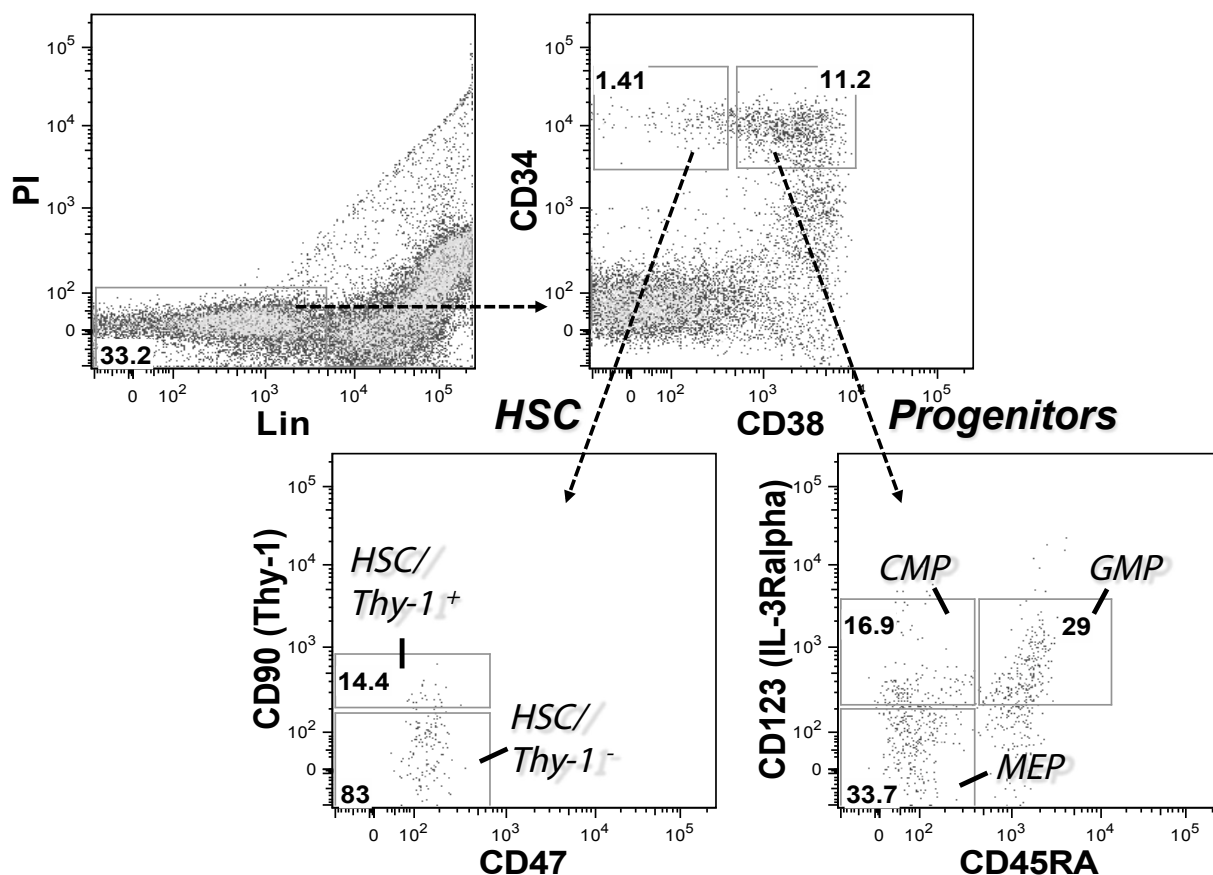 10⁵
10⁴
10³
10²
0
PI
33.2
0 10² 10³ 10⁴ 10⁵
Lin
10⁵
10⁴
10³
10²
0
CD34
1.41
11.2
0 10² 10³ 10⁴ 10⁵
CD38
HSC
Progenitors
10⁵
10⁴
10³
10²
0
CD90 (Thy-1)
HSC/
Thy-1⁺
14.4
HSC/
Thy-1⁻
83
0 10² 10³ 10⁴ 10⁵
CD47
10⁵
10⁴
10³
10²
0
CD123 (IL-3Ralpha)
CMP
GMP
16.9
29
MEP
33.7
0 10² 10³ 10⁴ 10⁵
CD45RA